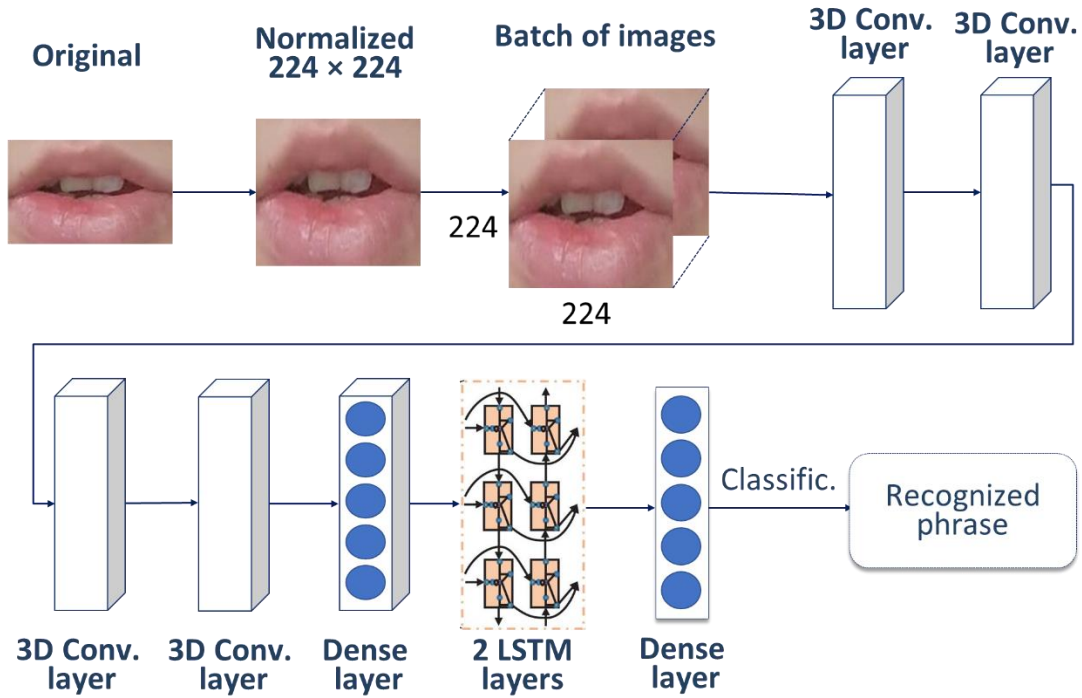 Original
Normalized
224 × 224
Batch of images
3D Conv.
layer
3D Conv.
layer
224
224
3D Conv.
layer
3D Conv.
layer
Dense
layer
2 LSTM
layers
Dense
layer
Classific.
Recognized
phrase